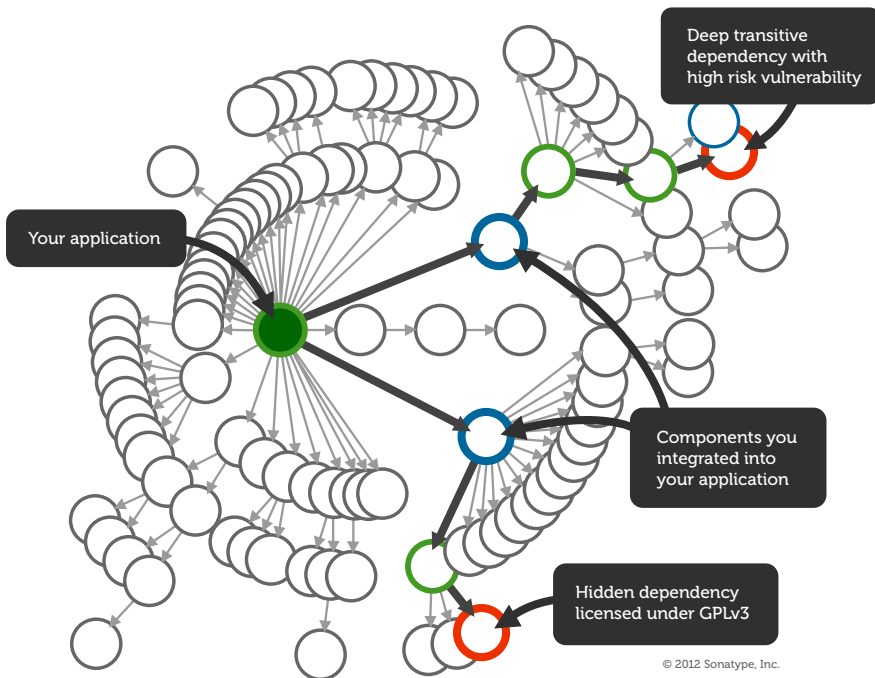 Deep transitive
dependency with
high risk vulnerability
Your application
Components you
integrated into
your application
Hidden dependency
licensed under GPLv3
© 2012 Sonatype, Inc.